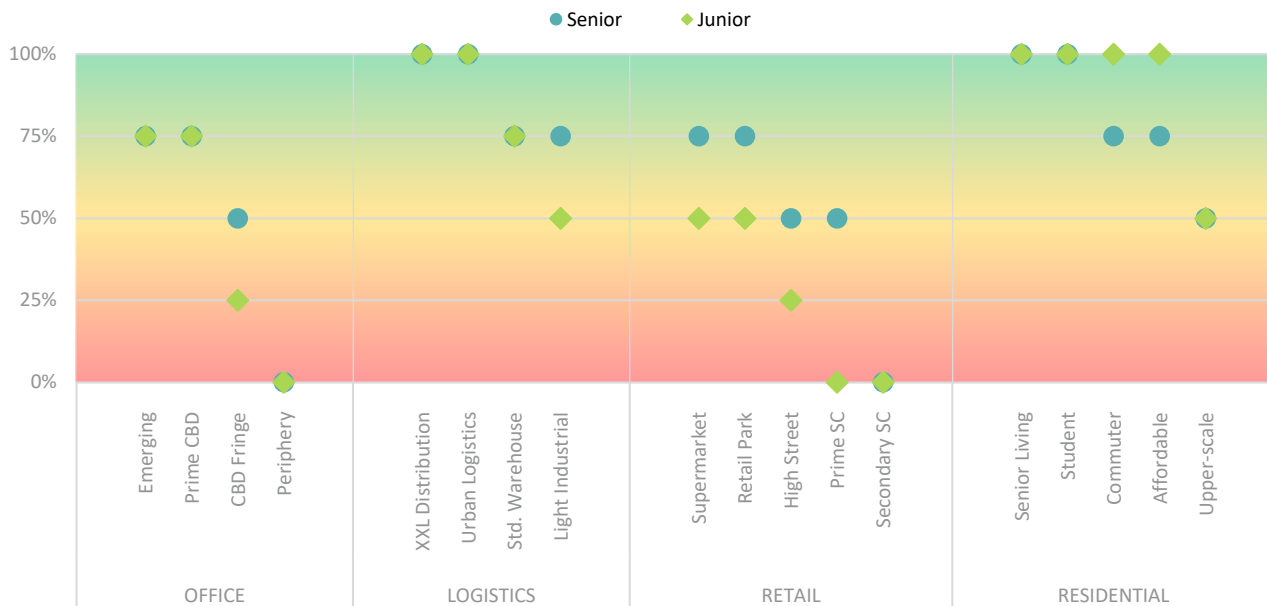 Senior Junior
100%
75%
50%
25%
0%
Emerging
Prime CBD
CBD Fringe
Periphery
XXL Distribution
Urban Logistics
Std. Warehouse
Light Industrial
Supermarket
Retail Park
High Street
Prime SC
Secondary SC
Senior Living
Student
Commuter
Affordable
Upper-scale
OFFICE LOGISTICS RETAIL RESIDENTIAL